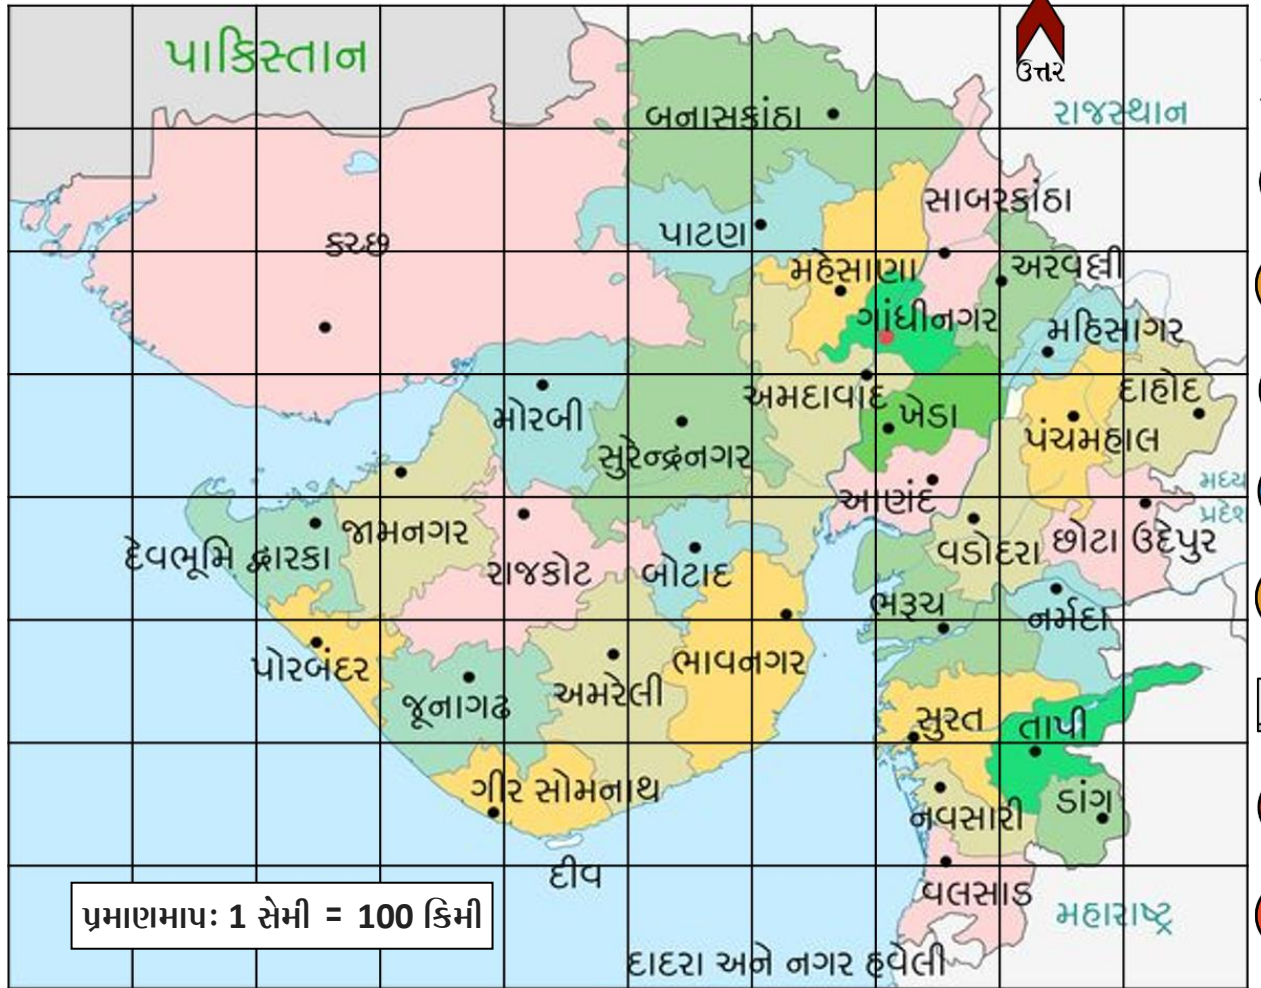 પાકિસ્તાન
ઉત્તર
રાજસ્થાન
બનાસકાંઠા
સાબરકાંઠા
પાટણ
કચ્છ
મહેસાણા
અરવલ્લી
ગાંધીનગર
મહિસાગર
અમદાવાદ
દાહોદ
મોરબી
ખેડા
પંચમહાલ
સુરેન્દ્રનગર
મધ્ય
પ્રદેશ
આણંદ
જામનગર
દેવભૂમિ દ્વારકા
વડોદરા
છોટા ઉદેપુર
રાજકોટ
બોટાદ
ભરૂચ
નર્મદા
પોરબંદર
ભાવનગર
અમરેલી
જૂનાગઢ
સુરત
તાપી
ગીર સોમનાથ
ડાંગ
નવસારી
દીવ
વલસાડ
પ્રમાણમાપ: 1 સેમી = 100 કિમી
મહારાષ્ટ્ર
દાદરા અને નગર હવેલી